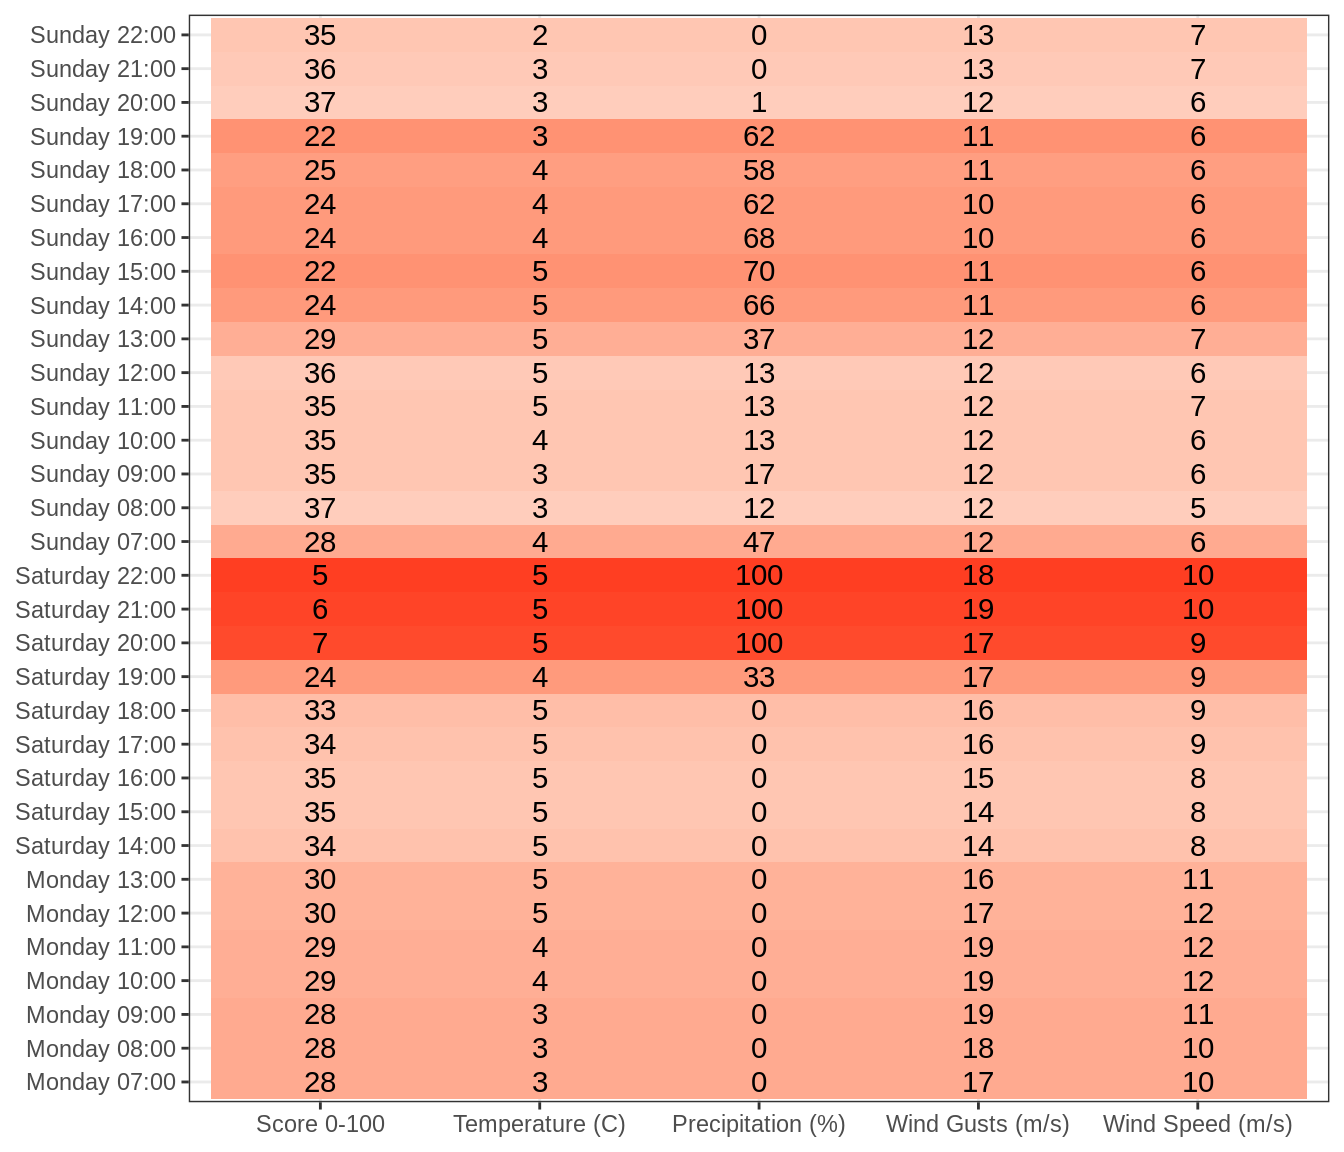 Sunday 22:00 35 2 0 13 7
Sunday 21:00 36 3 0 13 7
Sunday 20:00 37 3 1 12 6
Sunday 19:00 22 3 62 11 6
Sunday 18:00 25 4 58 11 6
Sunday 17:00 24 4 62 10 6
Sunday 16:00 24 4 68 10 6
Sunday 15:00 22 5 70 11 6
Sunday 14:00 24 5 66 11 6
Sunday 13:00 29 5 37 12 7
Sunday 12:00 36 5 13 12 6
Sunday 11:00 35 5 13 12 7
Sunday 10:00 35 4 13 12 6
Sunday 09:00 35 3 17 12 6
Sunday 08:00 37 3 12 12 5
Sunday 07:00 28 4 47 12 6
Saturday 22:00 5 5 100 18 10
Saturday 21:00 6 5 100 19 10
Saturday 20:00 7 5 100 17 9
Saturday 19:00 24 4 33 17 9
Saturday 18:00 33 5 0 16 9
Saturday 17:00 34 5 0 16 9
Saturday 16:00 35 5 0 15 8
Saturday 15:00 35 5 0 14 8
Saturday 14:00 34 5 0 14 8
Monday 13:00 30 5 0 16 11
Monday 12:00 30 5 0 17 12
Monday 11:00 29 4 0 19 12
Monday 10:00 29 4 0 19 12
Monday 09:00 28 3 0 19 11
Monday 08:00 28 3 0 18 10
Monday 07:00 28 3 0 17 10
Score 0-100 Temperature (C) Precipitation (%) Wind Gusts (m/s) Wind Speed (m/s)